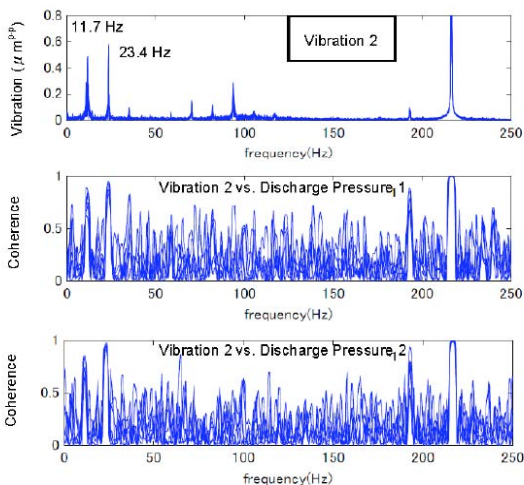 11.7 Hz
23.4 Hz
Vibration 2
Vibration (μm p-p)
0.8
0.6
0.4
0.2
0
0 50 100 150 200 250
frequency(Hz)
Vibration 2 vs. Discharge Pressure 1
Coherence
1
0.5
0
0 50 100 150 200 250
frequency(Hz)
Vibration 2 vs. Discharge Pressure 2
Coherence
1
0.5
0
0 50 100 150 200 250
frequency(Hz)